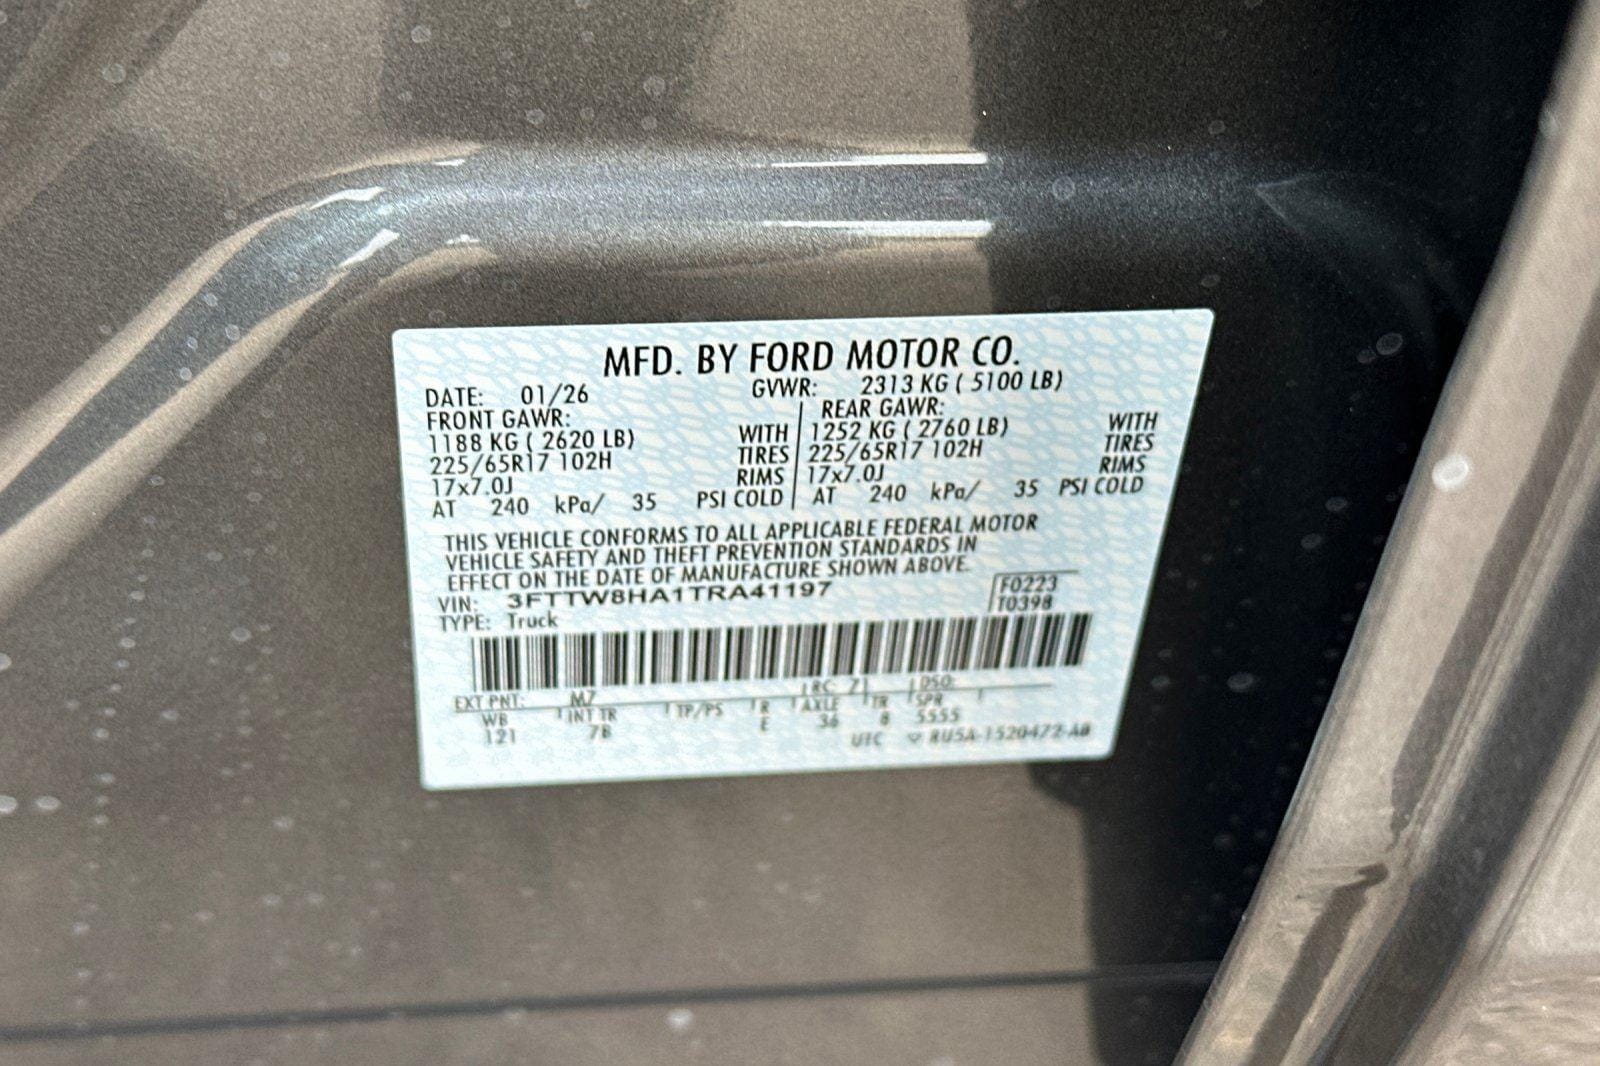 MFD. BY FORD MOTOR CO.
DATE: 01/26 GVWR: 2313 KG ( 5100 LB)
FRONT GAWR: REAR GAWR:
1188 KG ( 2620 LB) WITH 1252 KG ( 2760 LB) WITH
225/65R17 102H TIRES 225/65R17 102H TIRES
17x7.0J RIMS 17x7.0J RIMS
AT 240 kPa/ 35 PSI COLD AT 240 kPa/ 35 PSI COLD
THIS VEHICLE CONFORMS TO ALL APPLICABLE FEDERAL MOTOR
VEHICLE SAFETY AND THEFT PREVENTION STANDARDS IN
EFFECT ON THE DATE OF MANUFACTURE SHOWN ABOVE.
VIN: 3FTTW8HA1TRA41197 F0223
TYPE: Truck T0398
EXT PNT: M7 RC: 71 DSO:
WB INT TR TP/PS R AXLE TR SPR
121 7B E 36 8 5555
UTC RU5A-1520472-AB